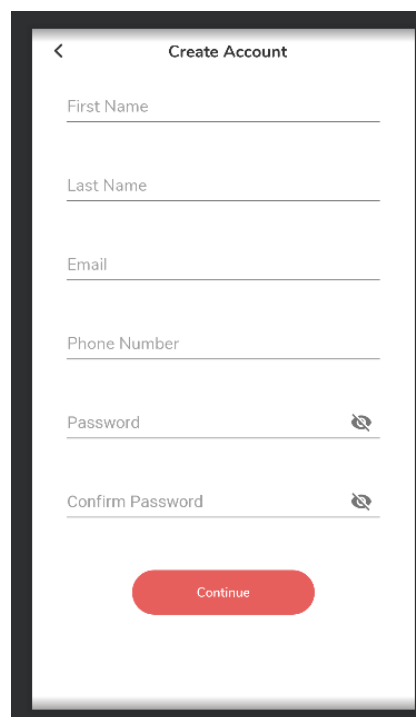 Create Account
First Name
Last Name
Email
Phone Number
Password
Confirm Password
Continue